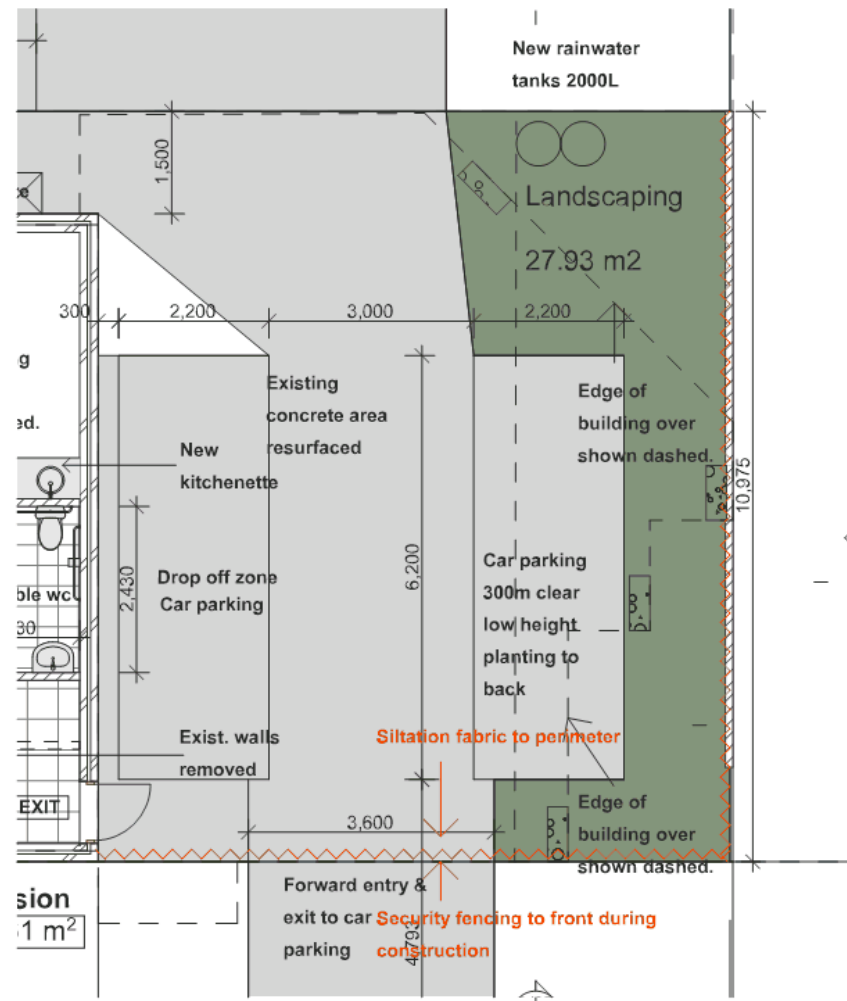 New rainwater
tanks 2000L
1,500
Landscaping
27.93 m2
300
2,200
3,000
2,200
g
ed.
Existing
concrete area
resurfaced
Edge of
building over
shown dashed.
New
kitchenette
10,975
2,430
6,200
Drop off zone
Car parking
Car parking
300m clear
low height
planting to
back
ble wc
30
Exist. walls
removed
Siltation fabric to perimeter
EXIT
3,600
Edge of
building over
shown dashed.
sion
51 m²
Forward entry &
exit to car
parking
4,793
Security fencing to front during
construction